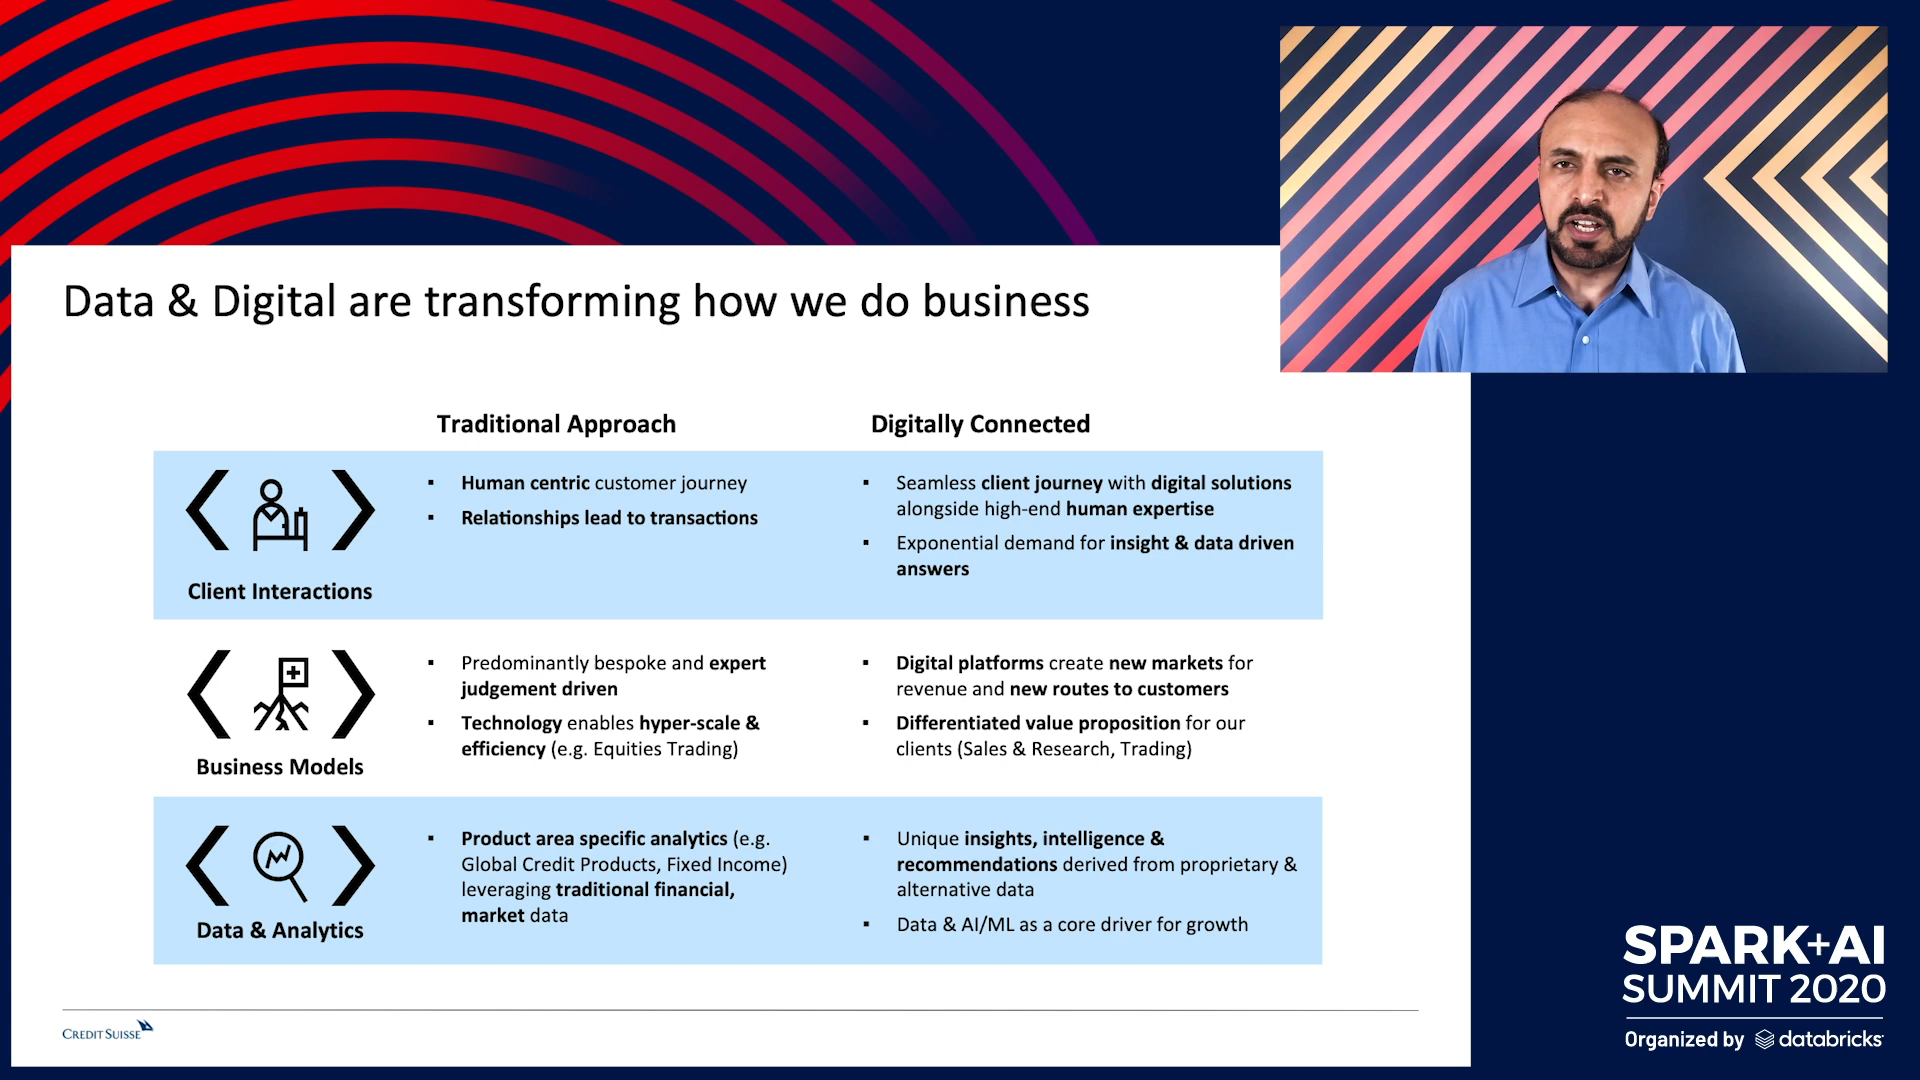 Data & Digital are transforming how we do business
Traditional Approach
Digitally Connected
Client Interactions
▪ Human centric customer journey
▪ Relationships lead to transactions
▪ Seamless client journey with digital solutions
alongside high-end human expertise
▪ Exponential demand for insight & data driven
answers
Business Models
▪ Predominantly bespoke and expert
judgement driven
▪ Technology enables hyper-scale &
efficiency (e.g. Equities Trading)
▪ Digital platforms create new markets for
revenue and new routes to customers
▪ Differentiated value proposition for our
clients (Sales & Research, Trading)
Data & Analytics
▪ Product area specific analytics (e.g.
Global Credit Products, Fixed Income)
leveraging traditional financial,
market data
▪ Unique insights, intelligence &
recommendations derived from proprietary &
alternative data
▪ Data & AI/ML as a core driver for growth
CREDIT SUISSE
SPARK+AI
SUMMIT 2020
Organized by databricks